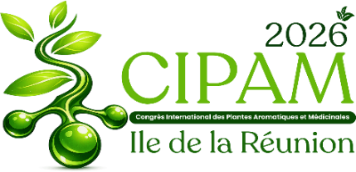 2026
CIPAM
Congrès International des Plantes Aromatiques et Médicinales
Ile de la Réunion